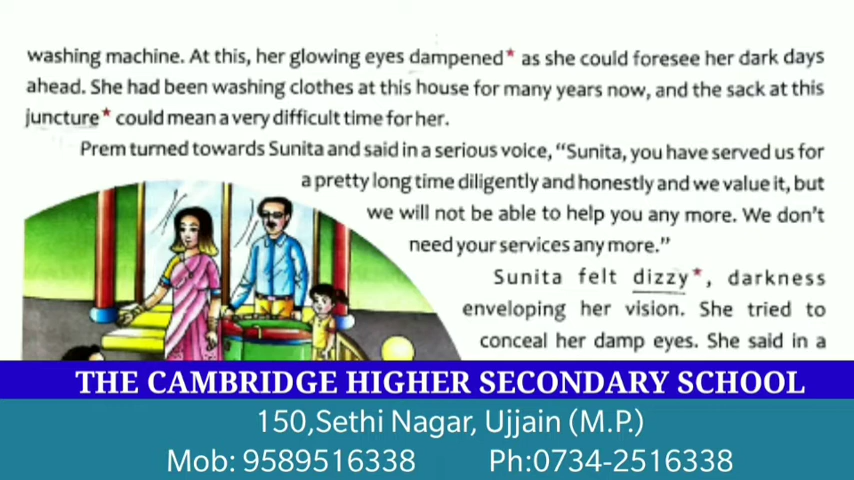 washing machine. At this, her glowing eyes dampened* as she could foresee her dark days
ahead. She had been washing clothes at this house for many years now, and the sack at this
juncture* could mean a very difficult time for her.
Prem turned towards Sunita and said in a serious voice, “Sunita, you have served us for
a pretty long time diligently and honestly and we value it, but
we will not be able to help you any more. We don’t
need your services any more.”
Sunita felt dizzy*, darkness
enveloping her vision. She tried to
conceal her damp eyes. She said in a
THE CAMBRIDGE HIGHER SECONDARY SCHOOL
150,Sethi Nagar, Ujjain (M.P.)
Mob: 9589516338 Ph:0734-2516338